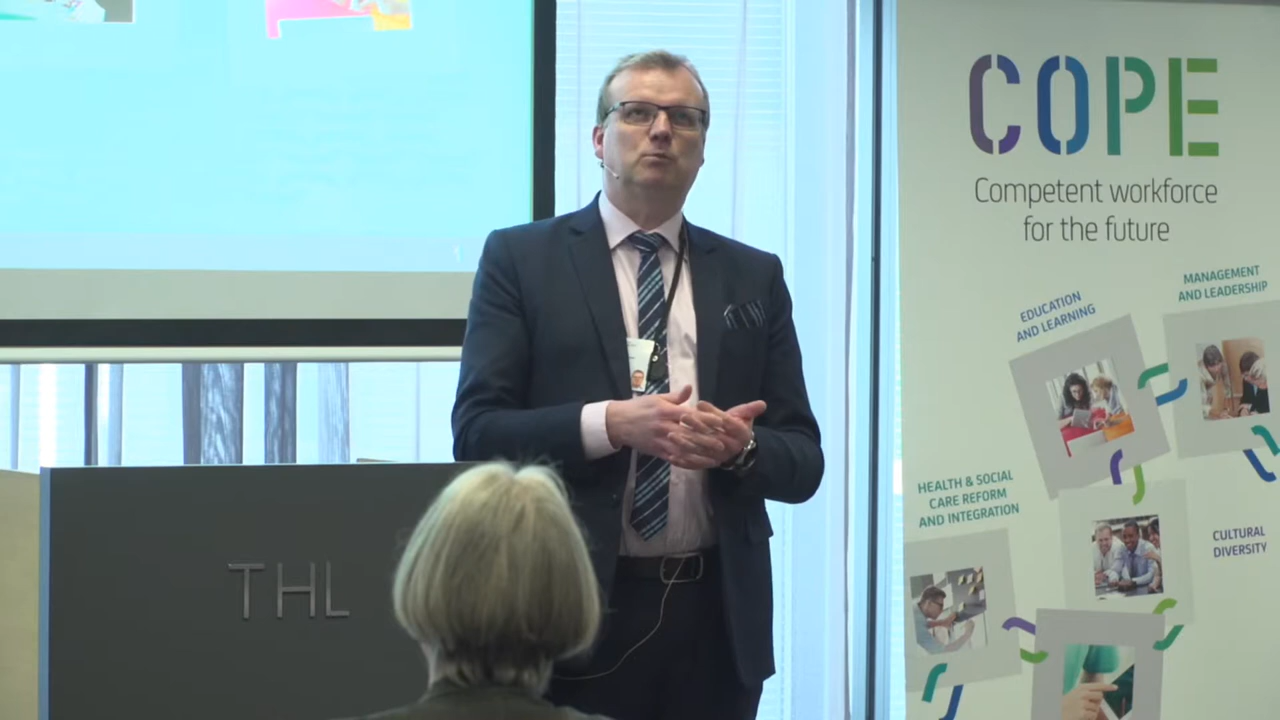 COPE
Competent workforce
for the future
MANAGEMENT
AND LEADERSHIP
EDUCATION
AND LEARNING
HEALTH & SOCIAL
CARE REFORM
AND INTEGRATION
CULTURAL
DIVERSITY
THL